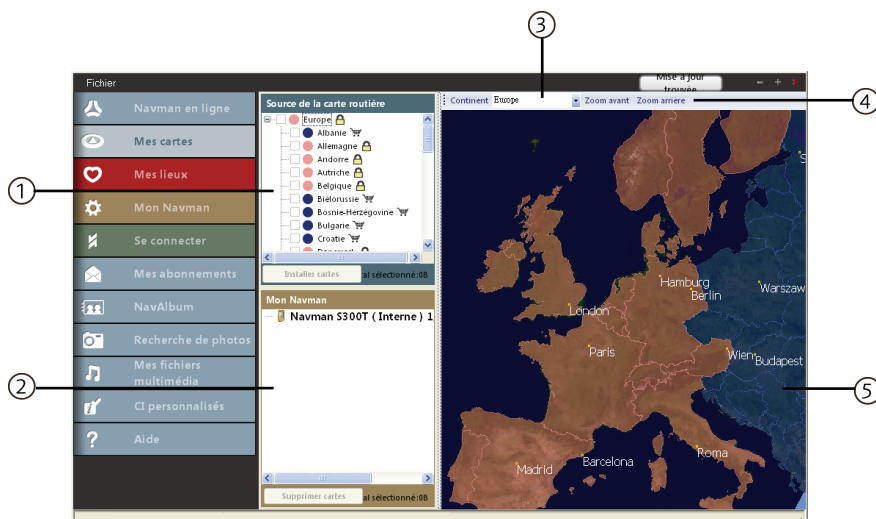 3
Fichier
Mise à jour
trouvée
Navman en ligne
Mes cartes
Mes lieux
Mon Navman
Se connecter
Mes abonnements
NavAlbum
Recherche de photos
Mes fichiers
multimédia
CI personnalisés
Aide
1
2
Source de la carte routière
Europe
Albanie
Allemagne
Andorre
Autriche
Belgique
Biélorussie
Bosnie-Herzégovine
Bulgarie
Croatie
Installer cartes
al sélectionné :0B
Mon Navman
Navman S300T ( Interne ) 1
Supprimer cartes
al sélectionné :0B
Continent Europe Zoom avant Zoom arrière
4
Hamburg
Berlin
Warszaw
London
Paris
Wien
Budapest
5
Roma
Barcelona
Madrid